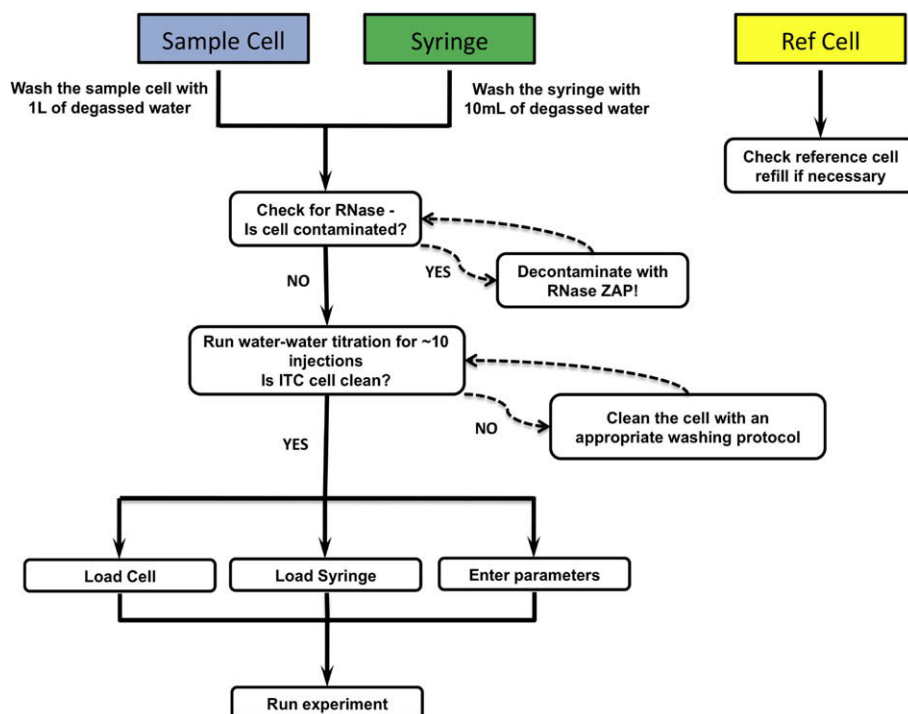 Sample Cell
Syringe
Ref Cell
Wash the sample cell with
1L of degassed water
Wash the syringe with
10mL of degassed water
Check reference cell
refill if necessary
Check for RNase -
Is cell contaminated?
YES
Decontaminate with
RNase ZAP!
NO
Run water-water titration for ~10
injections
Is ITC cell clean?
NO
Clean the cell with an
appropriate washing protocol
YES
Load Cell
Load Syringe
Enter parameters
Run experiment